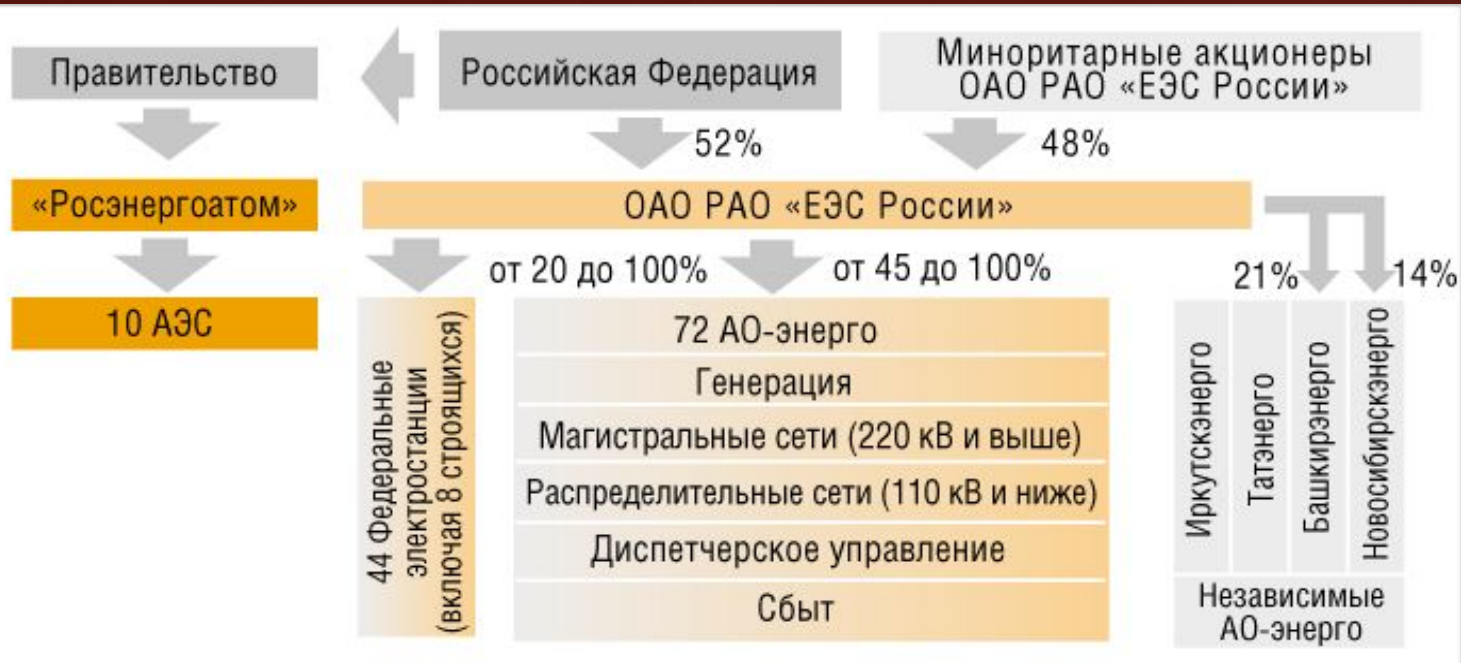 Правительство
Российская Федерация
Миноритарные акционеры
ОАО РАО «ЕЭС России»
52%
48%
«Росэнергоатом»
ОАО РАО «ЕЭС России»
от 20 до 100%
от 45 до 100%
21%
14%
10 АЭС
44 Федеральные
электростанции
(включая 8 строящихся)
72 АО-энерго
Генерация
Магистральные сети (220 кВ и выше)
Распределительные сети (110 кВ и ниже)
Диспетчерское управление
Сбыт
Иркутскэнерго
Татэнерго
Башкирэнерго
Новосибирскэнерго
Независимые
АО-энерго